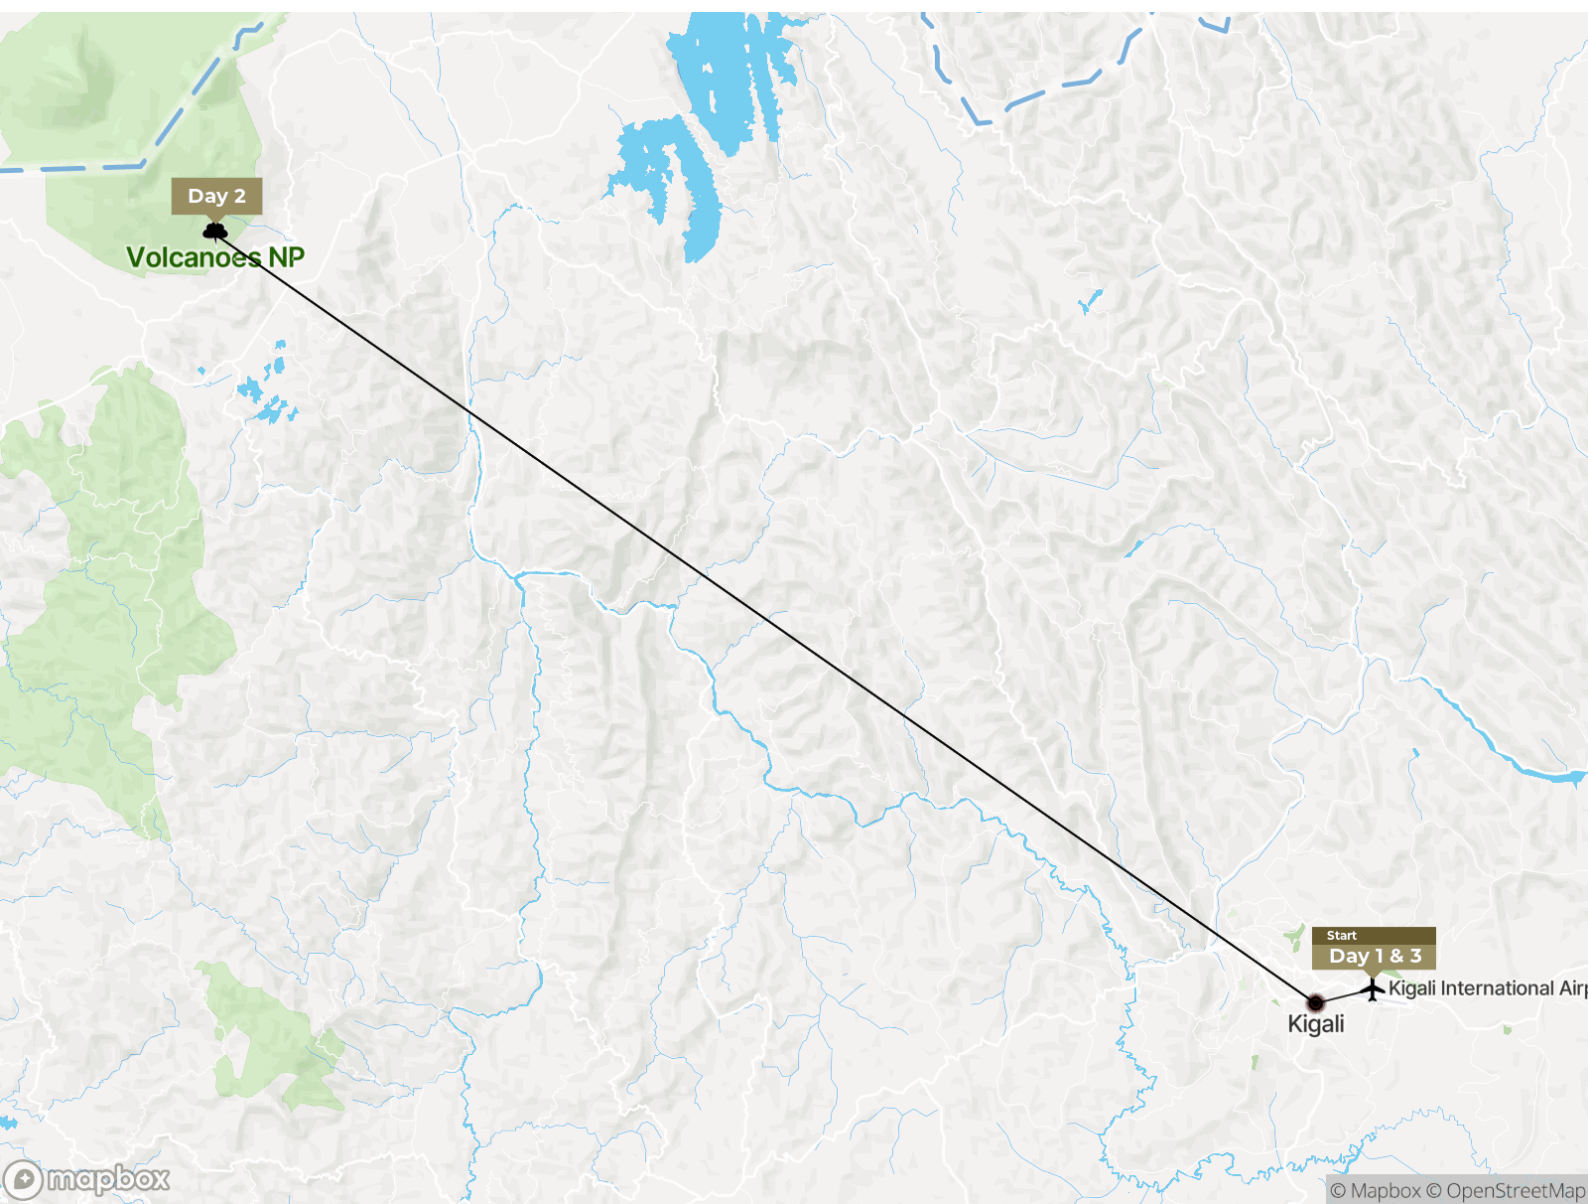 Day 2
Volcanoes NP
Start
Day 1 & 3
Kigali International Airp
Kigali
mapbox
© Mapbox © OpenStreetMap